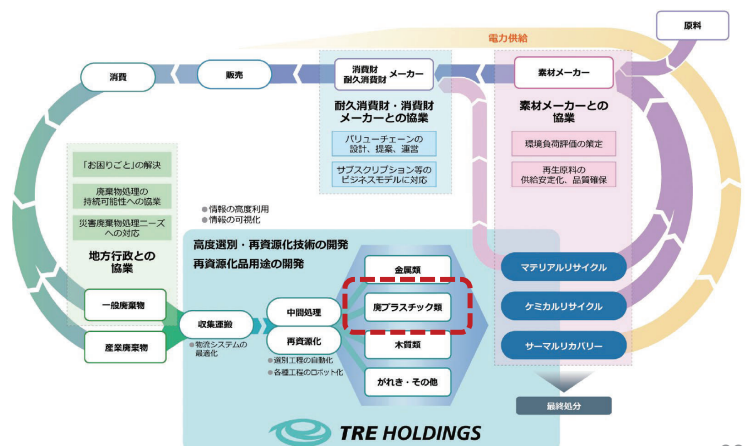 原料
電力供給
消費
販売
消費財
耐久消費財
メーカー
素材メーカー
耐久消費財・消費財
メーカーとの協業
バリューチェーンの
設計、提案、運営
サブスクリプション等の
ビジネスモデルに対応
素材メーカーとの
協業
環境負荷評価の策定
再生原料の
供給安定化、品質確保
「お困りごと」の解決
廃棄物処理の
持続可能性への協業
災害廃棄物処理ニーズ
への対応
地方行政との
協業
●情報の高度利用
●情報の可視化
高度選別・再資源化技術の開発
再資源化品用途の開発
一般廃棄物
産業廃棄物
収集運搬
●物流システムの
最適化
中間処理
再資源化
●選別工程の自動化
●各種工程のロボット化
金属類
廃プラスチック類
木質類
がれき・その他
マテリアルリサイクル
ケミカルリサイクル
サーマルリカバリー
最終処分
TRE HOLDINGS